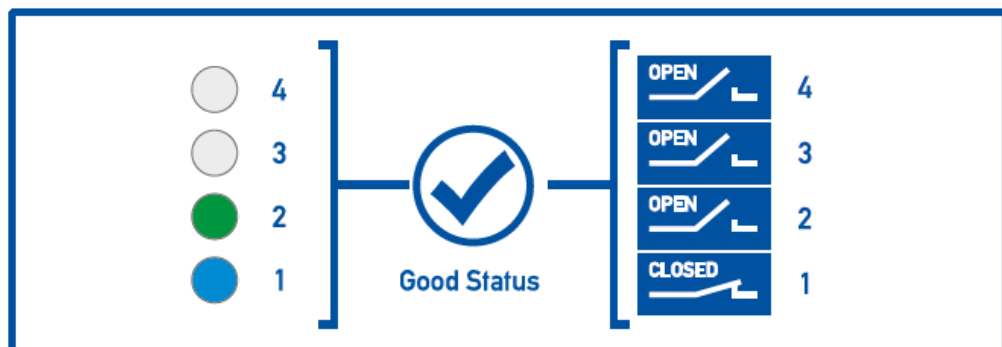 4
3
2
1
Good Status
OPEN 4
OPEN 3
OPEN 2
CLOSED 1